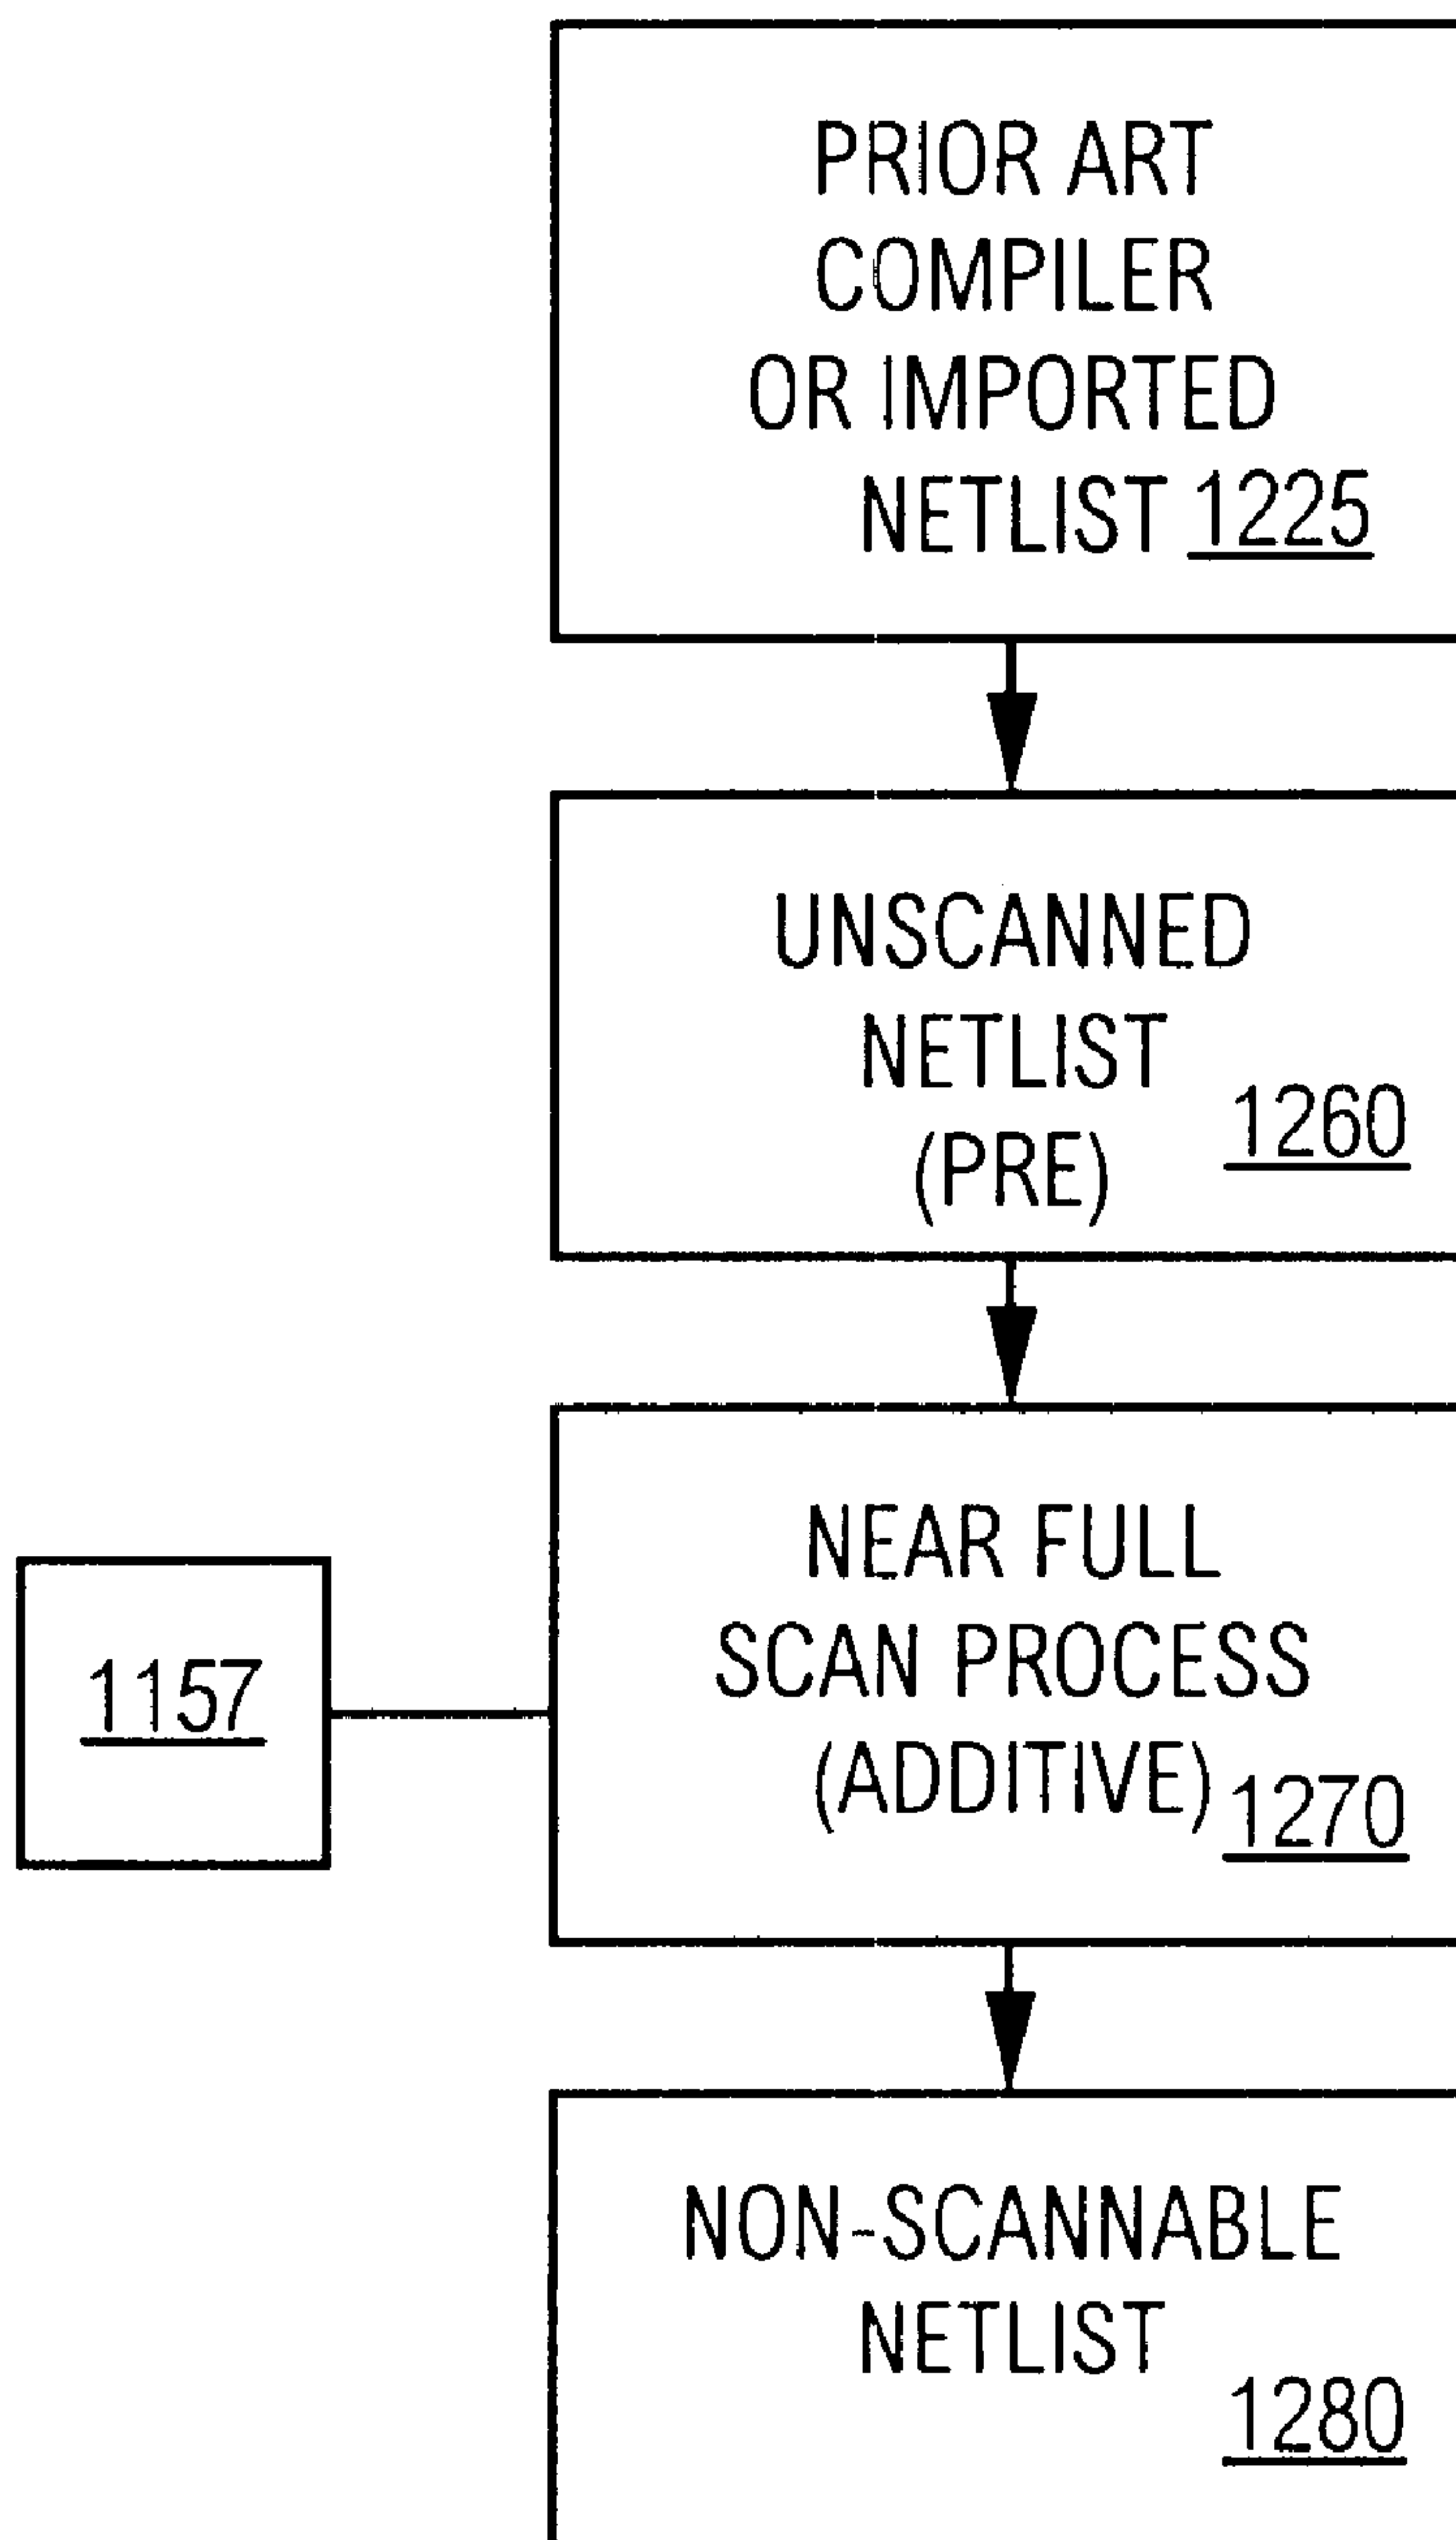 PRIOR ART
COMPILER
OR IMPORTED
NETLIST 1225
UNSCANNED
NETLIST
(PRE)
1260
NEAR FULL
SCAN PROCESS
(ADDITIVE)
1270
1157
NON-SCANNABLE
NETLIST
1280